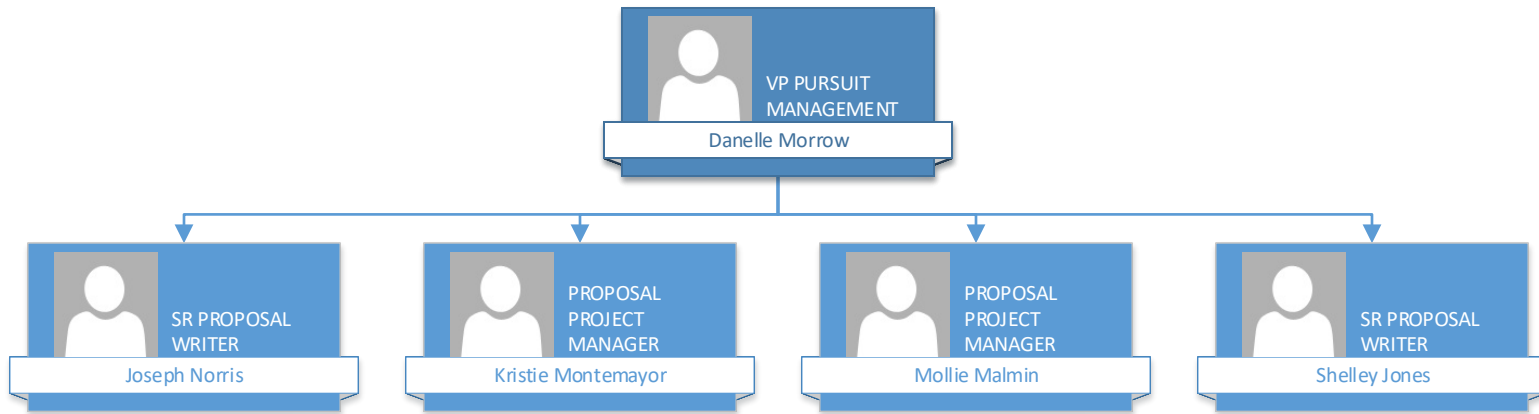 VP PURSUIT
MANAGEMENT
Danelle Morrow
SR PROPOSAL
WRITER
Joseph Norris
PROPOSAL
PROJECT
MANAGER
Kristie Montemayor
PROPOSAL
PROJECT
MANAGER
Mollie Malmin
SR PROPOSAL
WRITER
Shelley Jones